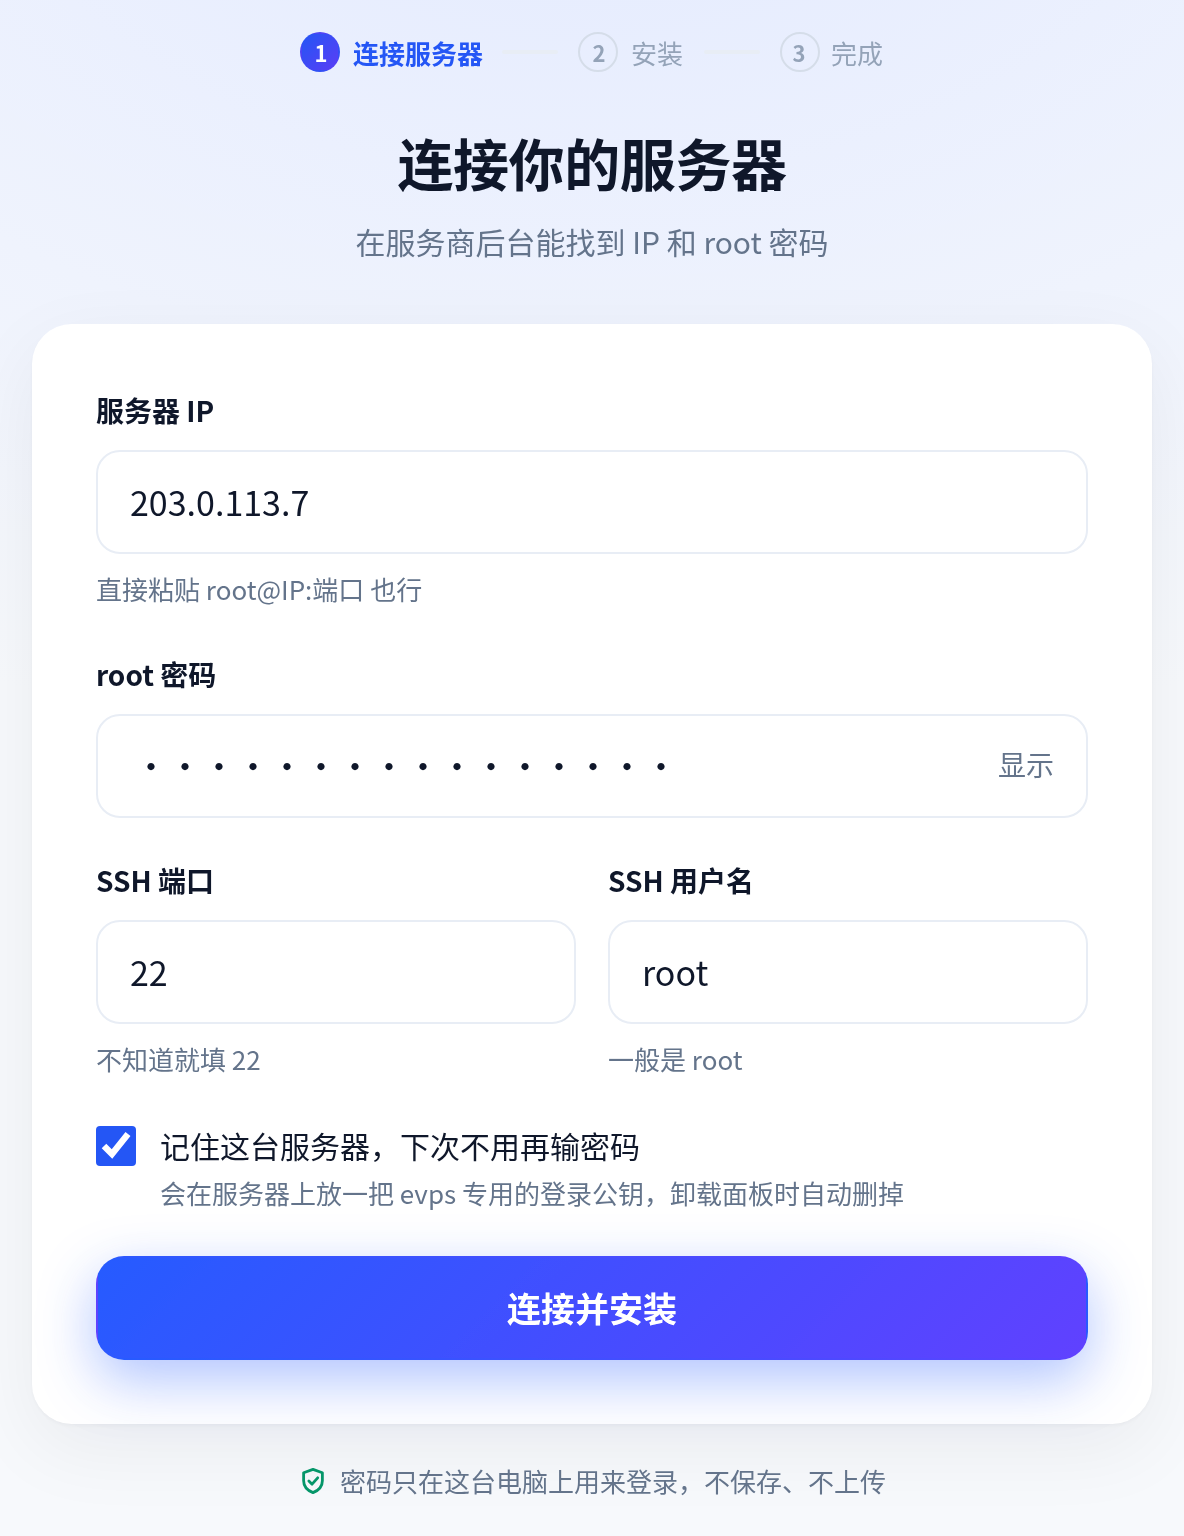 1 连接服务器 2 安装 3 完成
连接你的服务器
在服务商后台能找到 IP 和 root 密码
服务器 IP
203.0.113.7
直接粘贴 root@IP:端口 也行
root 密码
•••••••••••••••• 显示
SSH 端口 SSH 用户名
22 root
不知道就填 22 一般是 root
记住这台服务器，下次不用再输密码
会在服务器上放一把 evps 专用的登录公钥，卸载面板时自动删掉
连接并安装
密码只在这台电脑上用来登录，不保存、不上传